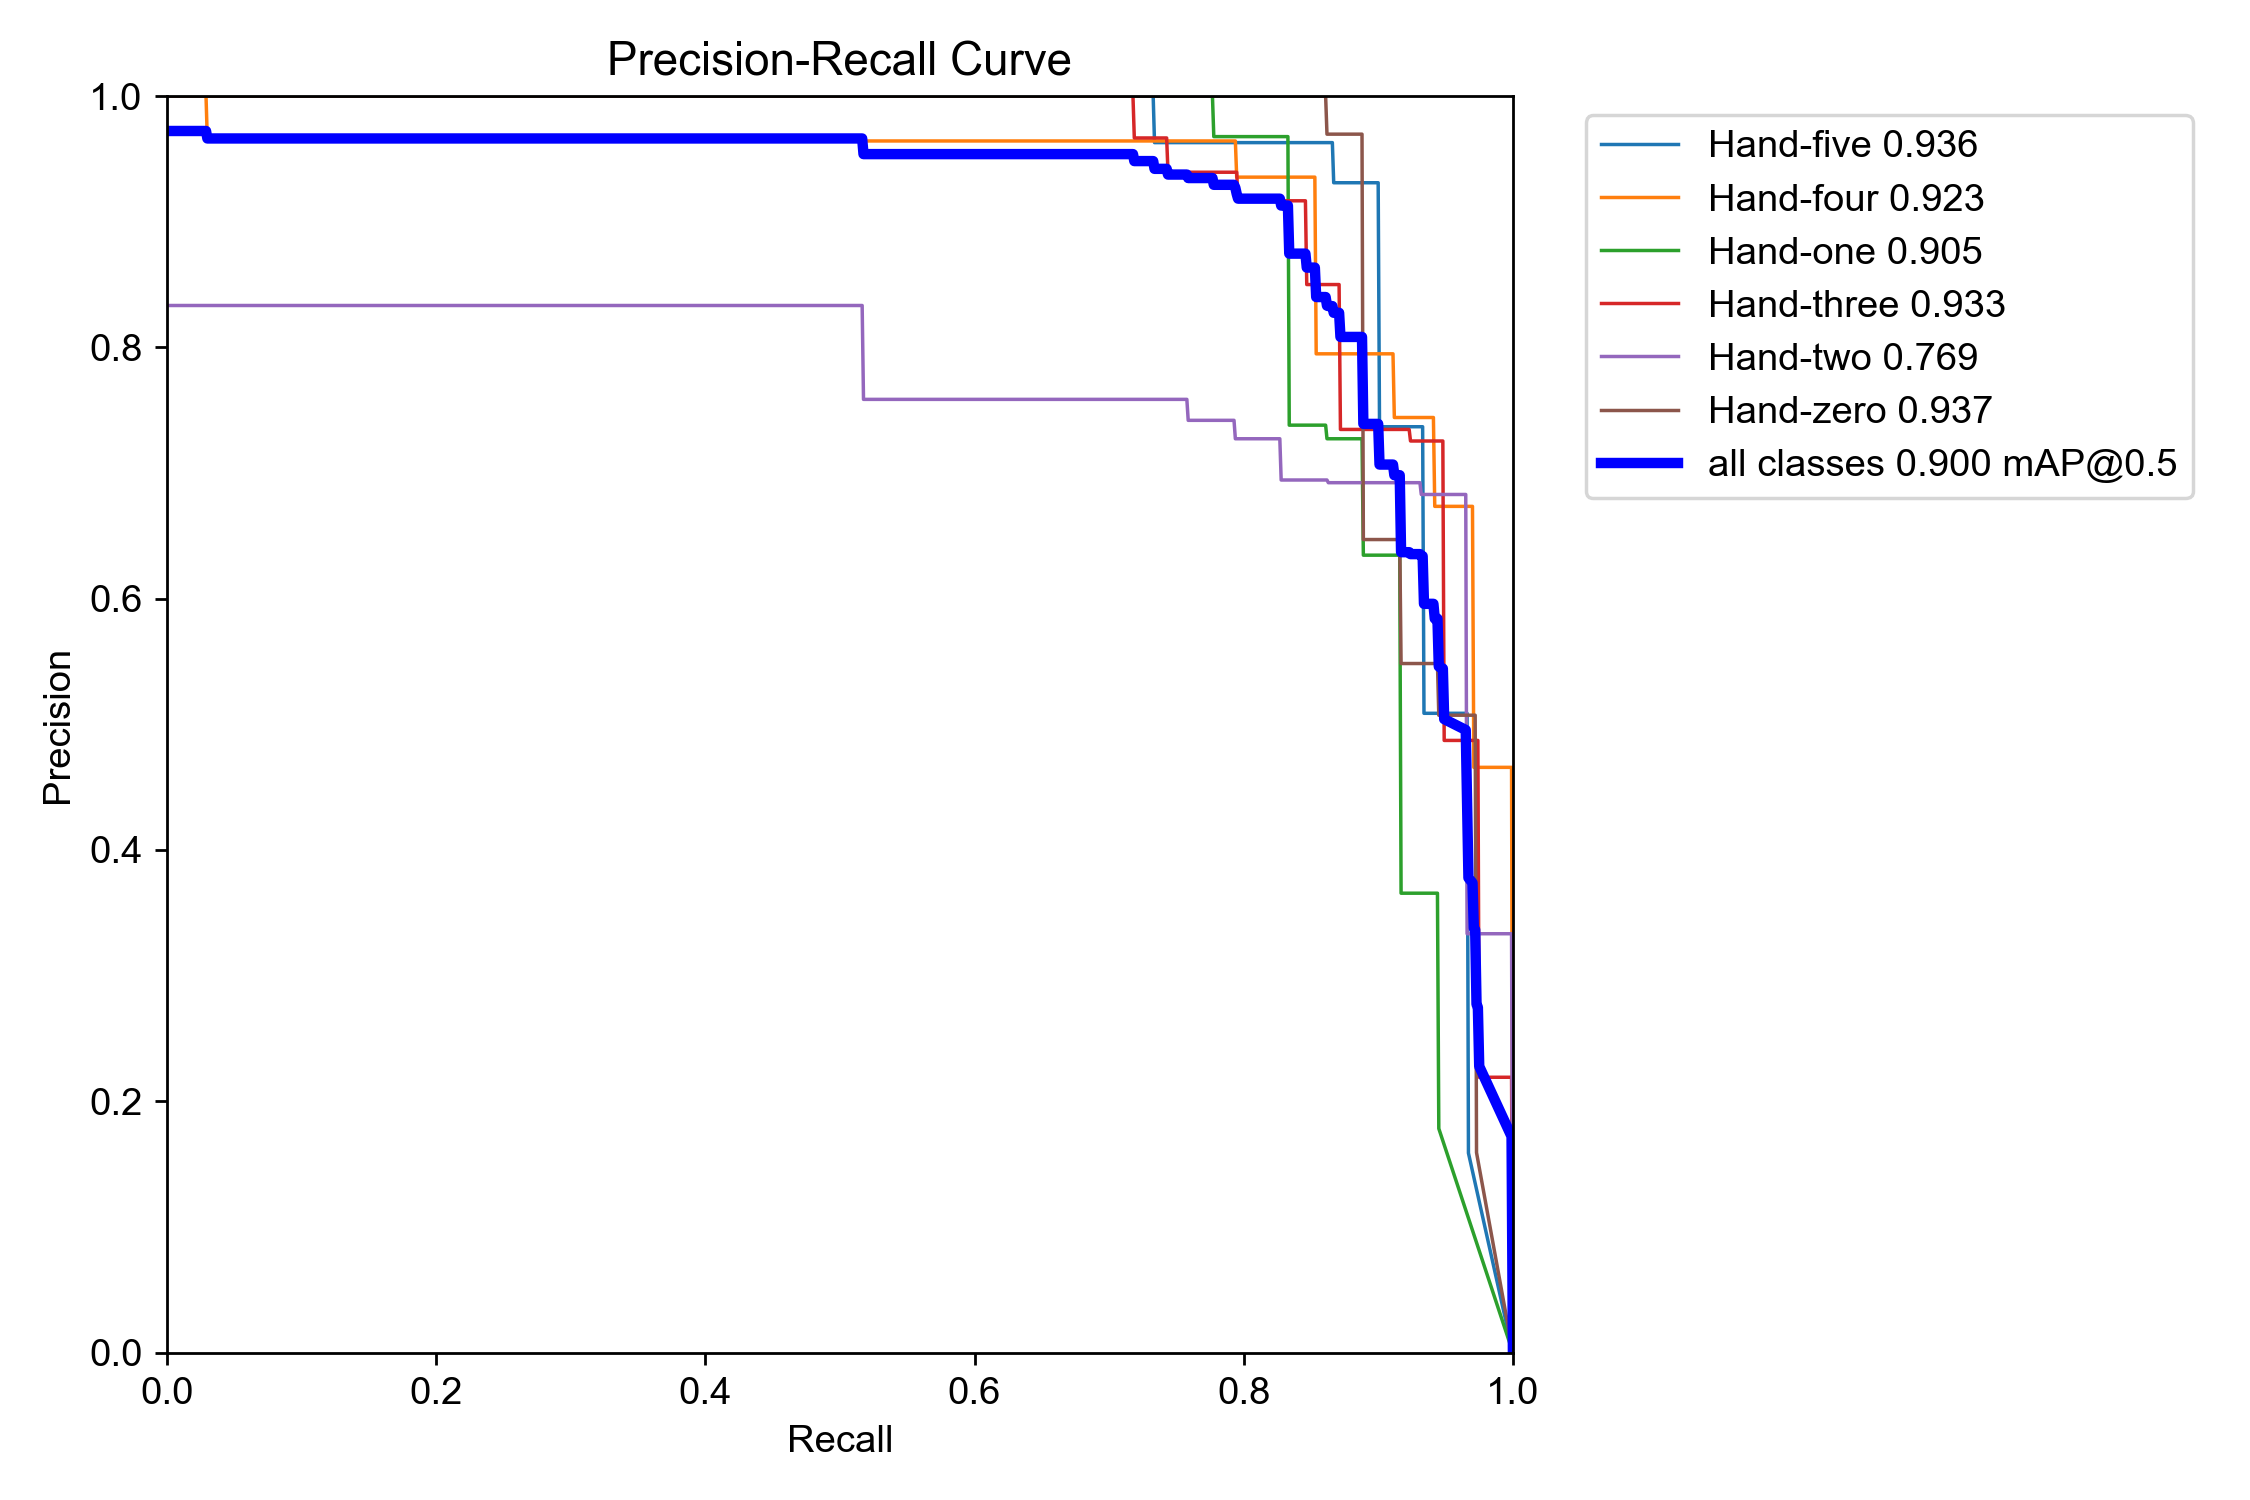 Precision-Recall Curve
1.0
0.8
0.6
0.4
0.2
0.0
Precision
0.0 0.2 0.4 0.6 0.8 1.0
Recall
Hand-five 0.936
Hand-four 0.923
Hand-one 0.905
Hand-three 0.933
Hand-two 0.769
Hand-zero 0.937
all classes 0.900 mAP@0.5